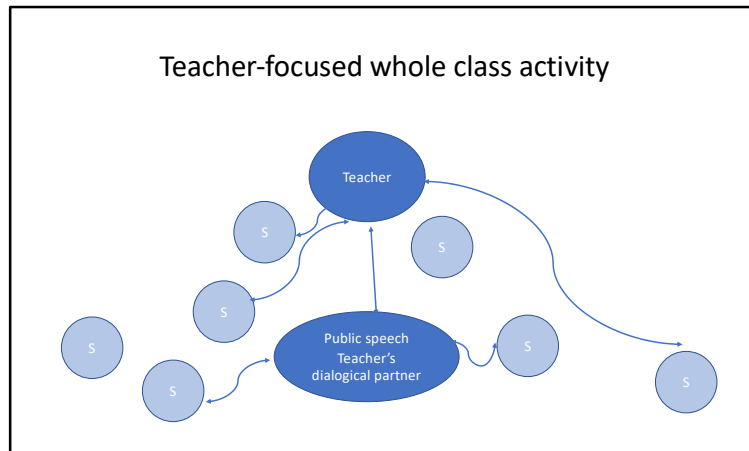 Teacher-focused whole class activity
Teacher
S
S
S
S
Public speech
Teacher's
dialogical partner
S
S
S